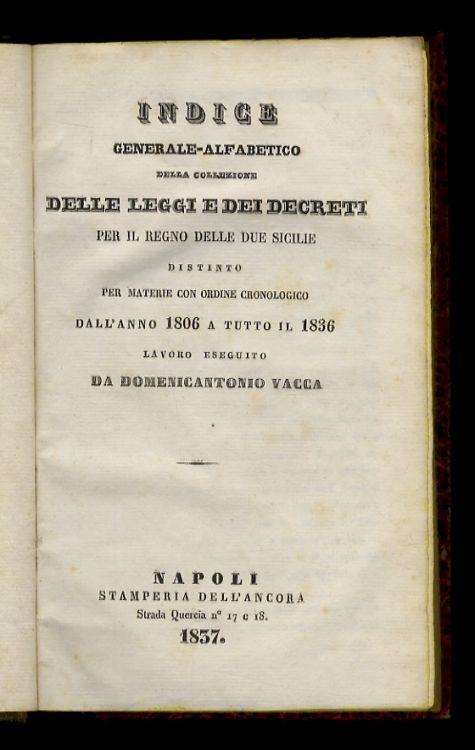 INDICE
GENERALE-ALFABETICO
DELLA COLLEZIONE
DELLE LEGGI E DEI DECRETI
PER IL REGNO DELLE DUE SICILIE
DISTINTO
PER MATERIE CON ORDINE CRONOLOGICO
DALL'ANNO 1806 A TUTTO IL 1836
LAVORO ESEGUITO
DA DOMENICANTONIO VACCA
NAPOLI
STAMPERIA DELL'ANCORA
Strada Quercia nº 17 e 18.
1837.